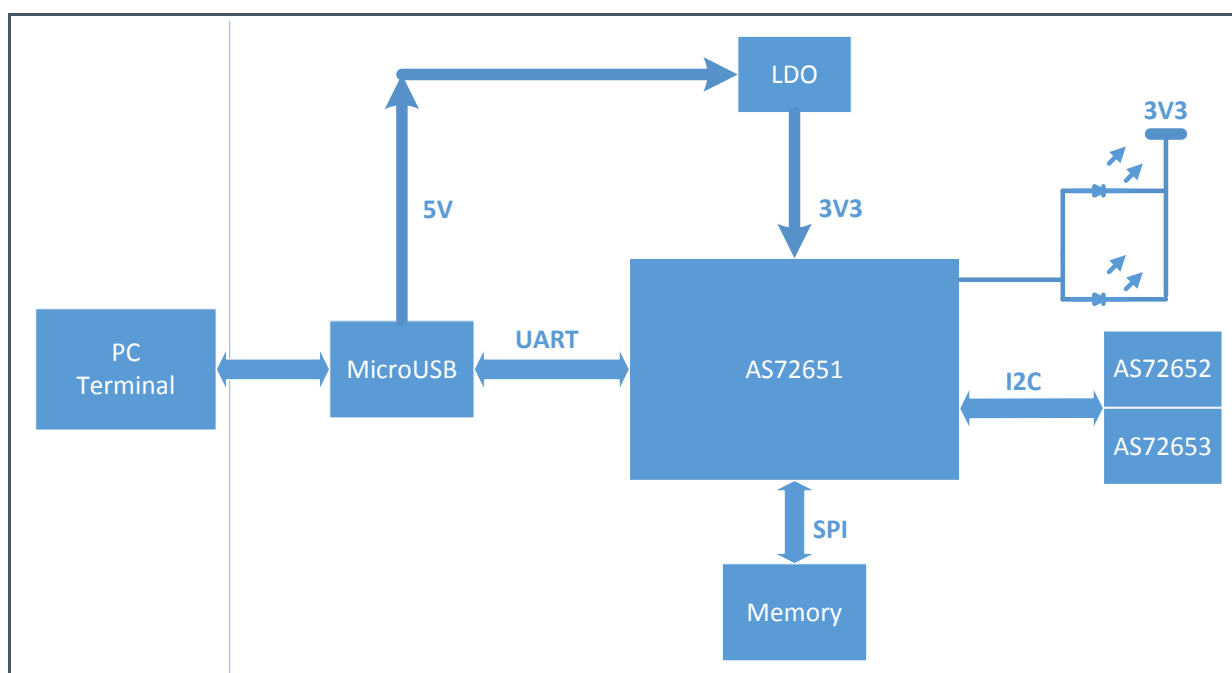 LDO
3V3
5V
3V3
PC
Terminal
MicroUSB
UART
AS72651
I2C
AS72652
AS72653
SPI
Memory